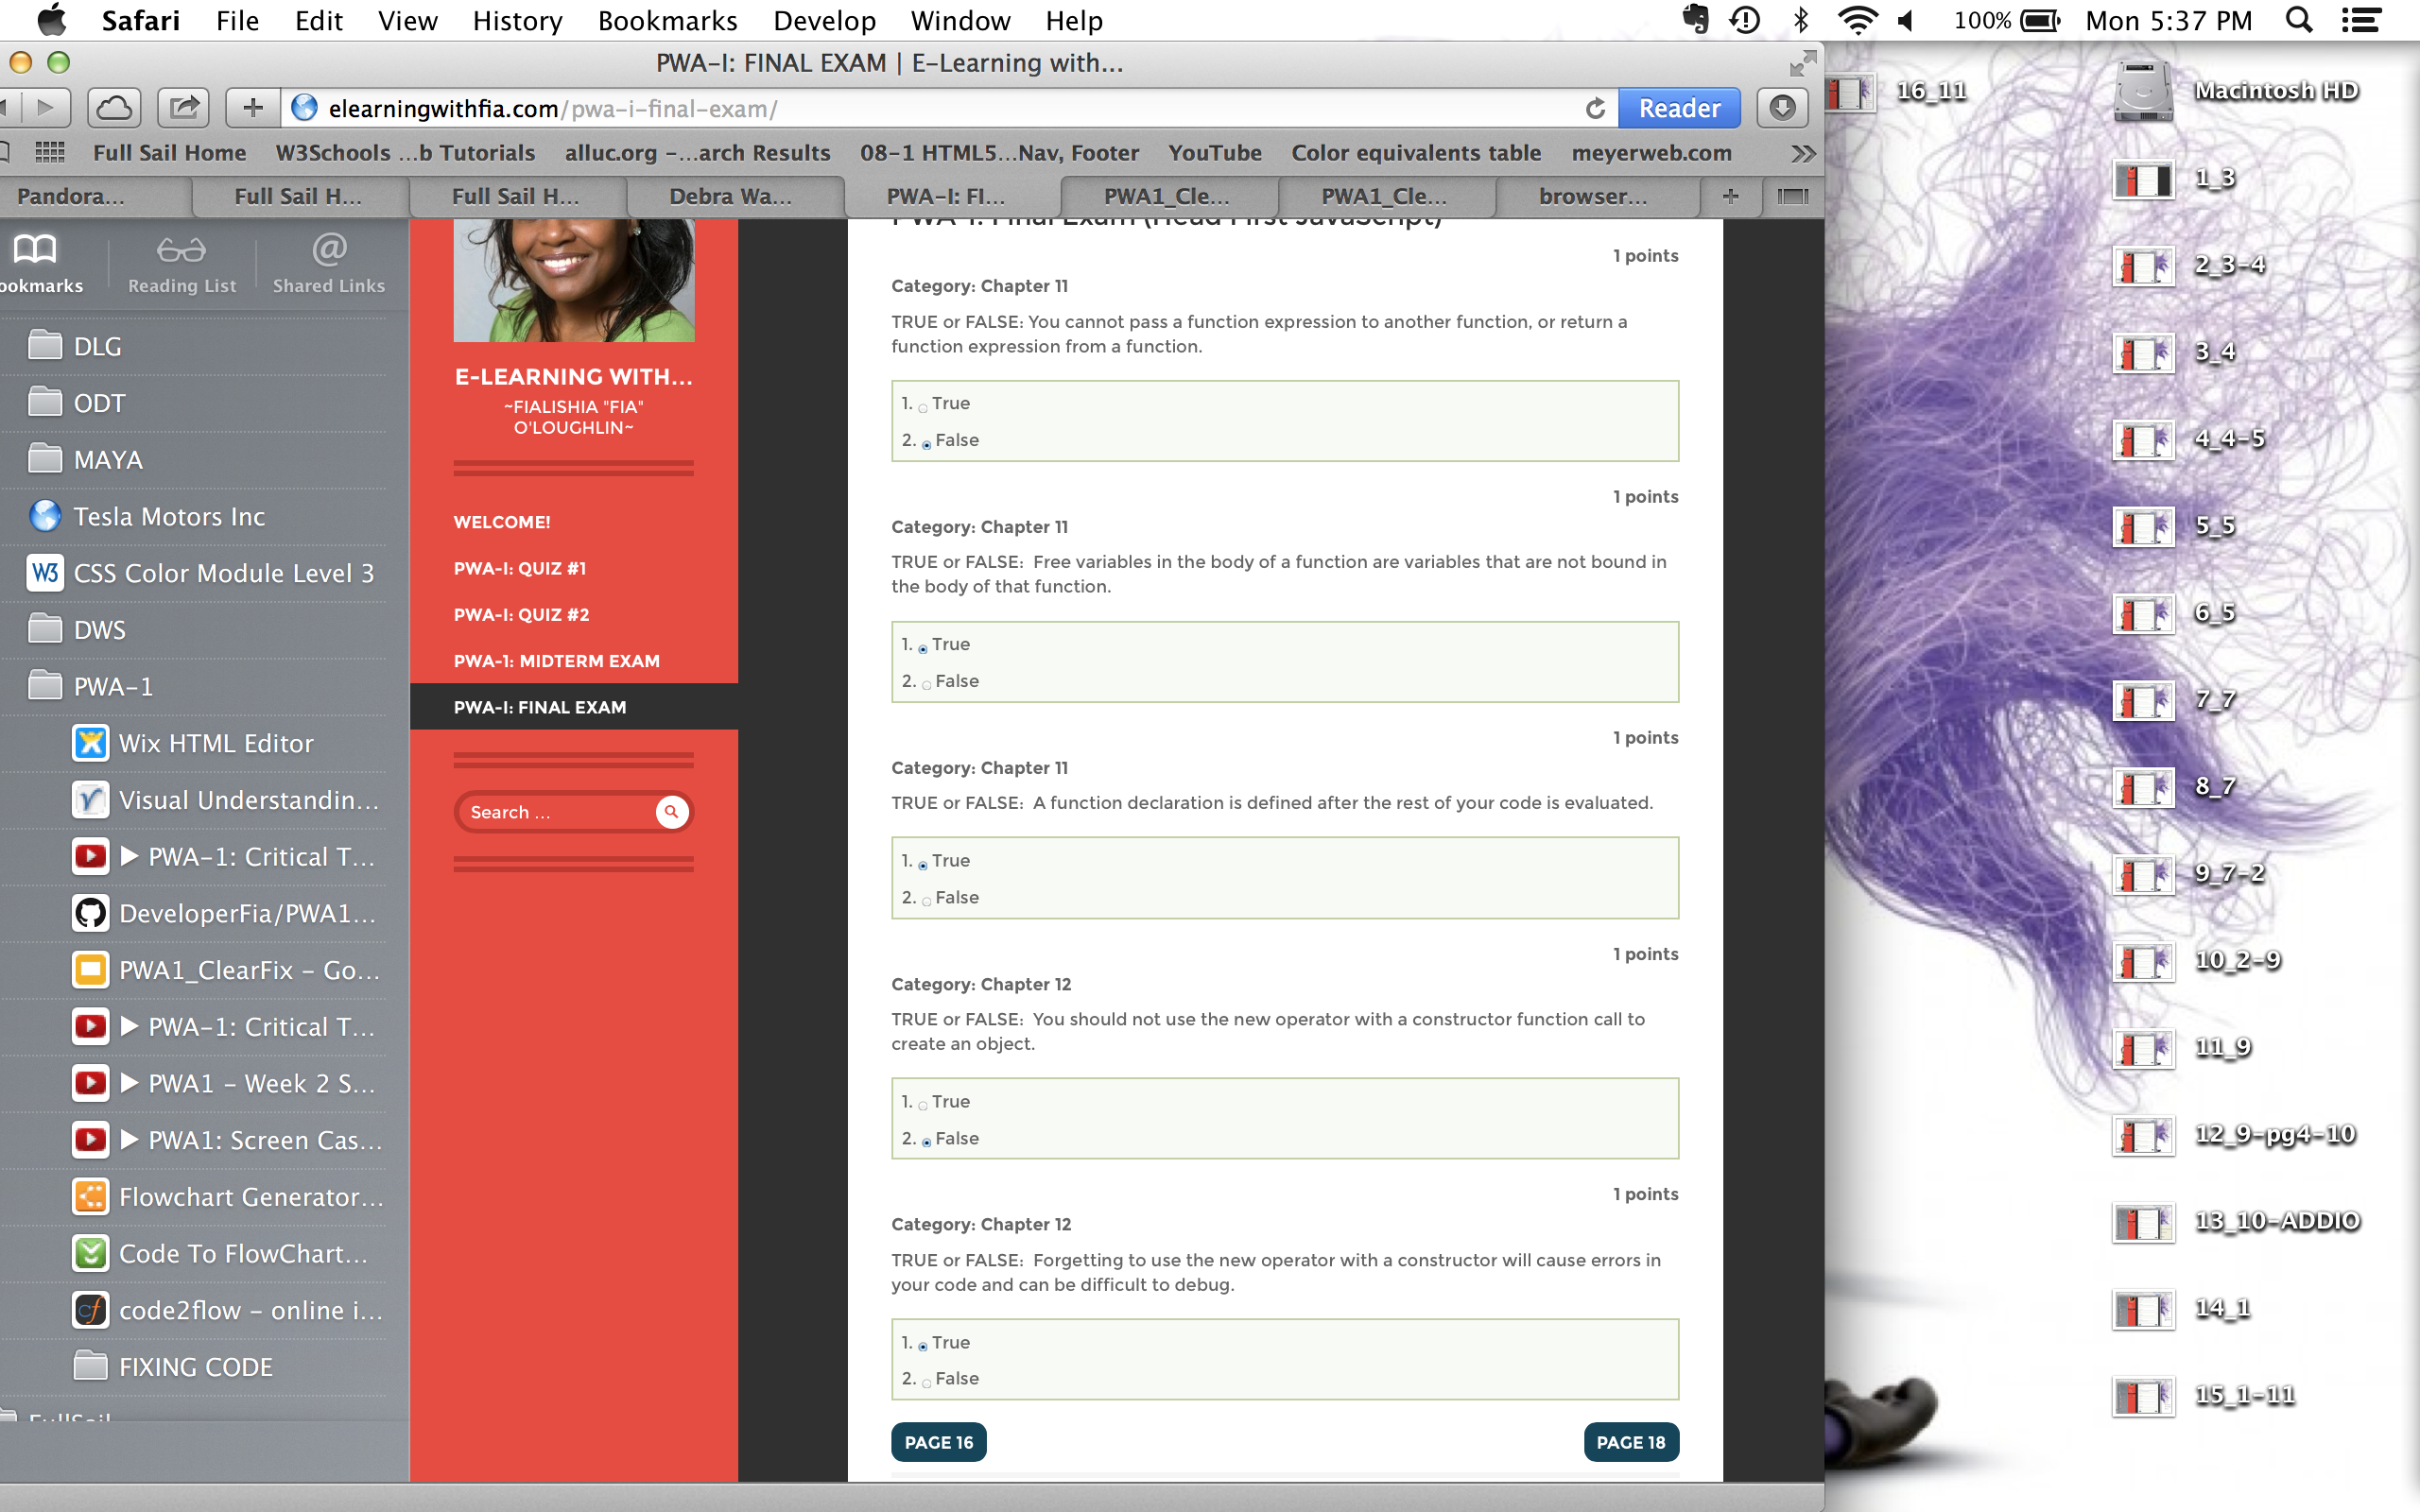 Safari File Edit View History Bookmarks Develop Window Help 100% Mon 5:37 PM
PWA-I: FINAL EXAM | E-Learning with...
elearningwithfia.com/pwa-i-final-exam/ Reader
Full Sail Home W3Schools ...b Tutorials alluc.org -...arch Results 08-1 HTML5...Nav, Footer YouTube Color equivalents table meyerweb.com
Pandora... Full Sail H... Full Sail H... Debra Wa... PWA-I: FI... PWA1_Cle... PWA1_Cle... browser...
ookmarks Reading List Shared Links
DLG
ODT
MAYA
Tesla Motors Inc
W3 CSS Color Module Level 3
DWS
PWA-1
Wix HTML Editor
Visual Understandin...
▶ PWA-1: Critical T...
DeveloperFia/PWA1...
PWA1_ClearFix - Go...
▶ PWA-1: Critical T...
▶ PWA1 - Week 2 S...
▶ PWA1: Screen Cas...
Flowchart Generator...
Code To FlowChart...
cf code2flow - online i...
FIXING CODE
FullSail
E-LEARNING WITH...
~FIALISHIA "FIA"
O'LOUGHLIN~
WELCOME!
PWA-I: QUIZ #1
PWA-I: QUIZ #2
PWA-1: MIDTERM EXAM
PWA-I: FINAL EXAM
Search ...
PWA-I: Final Exam (Head First JavaScript)
1 points
Category: Chapter 11
TRUE or FALSE: You cannot pass a function expression to another function, or return a
function expression from a function.
1. True
2. False
1 points
Category: Chapter 11
TRUE or FALSE: Free variables in the body of a function are variables that are not bound in
the body of that function.
1. True
2. False
1 points
Category: Chapter 11
TRUE or FALSE: A function declaration is defined after the rest of your code is evaluated.
1. True
2. False
1 points
Category: Chapter 12
TRUE or FALSE: You should not use the new operator with a constructor function call to
create an object.
1. True
2. False
1 points
Category: Chapter 12
TRUE or FALSE: Forgetting to use the new operator with a constructor will cause errors in
your code and can be difficult to debug.
1. True
2. False
PAGE 16 PAGE 18
16_11
Macintosh HD
1_3
2_3-4
3_4
4_4-5
5_5
6_5
7_7
8_7
9_7-2
10_2-9
11_9
12_9-pg4-10
13_10-ADDIO
14_1
15_1-11